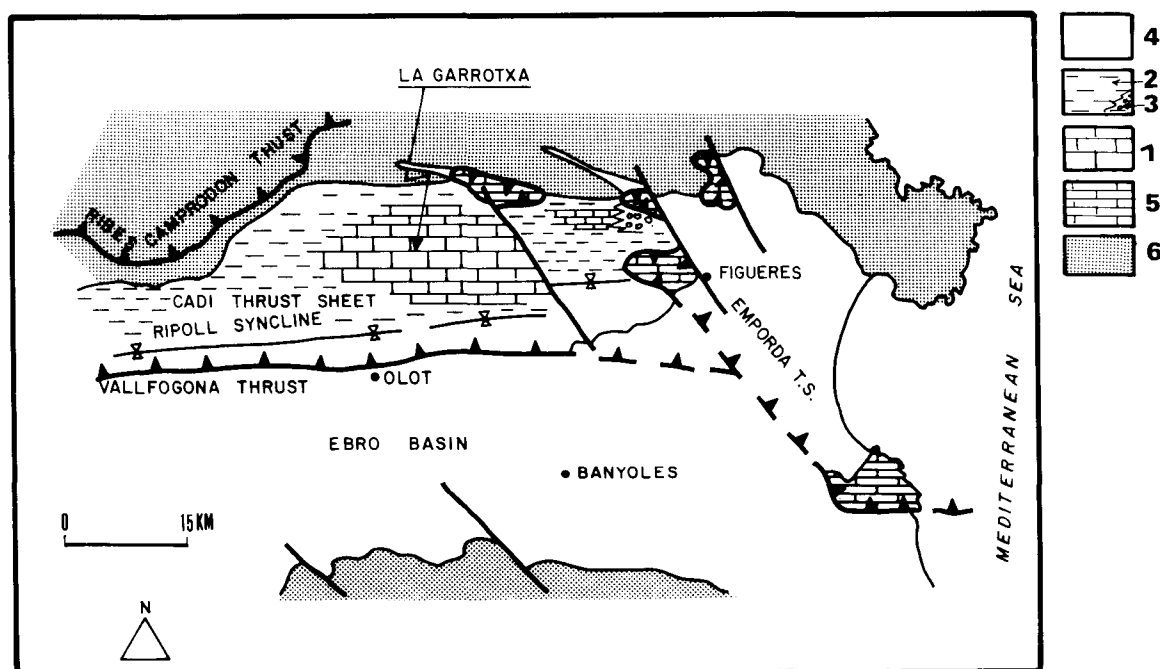 LA GARROTXA
RIBES CAMPRODON THUST
CADI THRUST SHEET
RIPOLL SYNCLINE
VALLFOGONA THRUST
OLOT
FIGUERES
EMPORDA T.S.
EBRO BASIN
BANYOLES
MEDITERRANEAN SEA
0 15KM
N
4
2
3
1
5
6